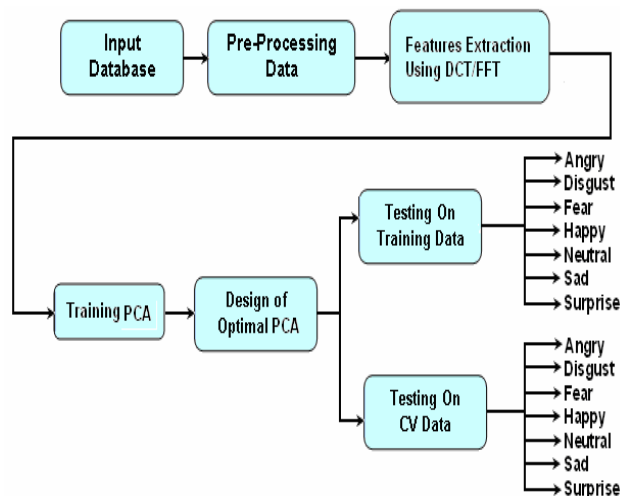 Input
Database
Pre-Processing
Data
Features Extraction
Using DCT/FFT
Training PCA
Design of
Optimal PCA
Testing On
Training Data
Angry
Disgust
Fear
Happy
Neutral
Sad
Surprise
Testing On
CV Data
Angry
Disgust
Fear
Happy
Neutral
Sad
Surprise